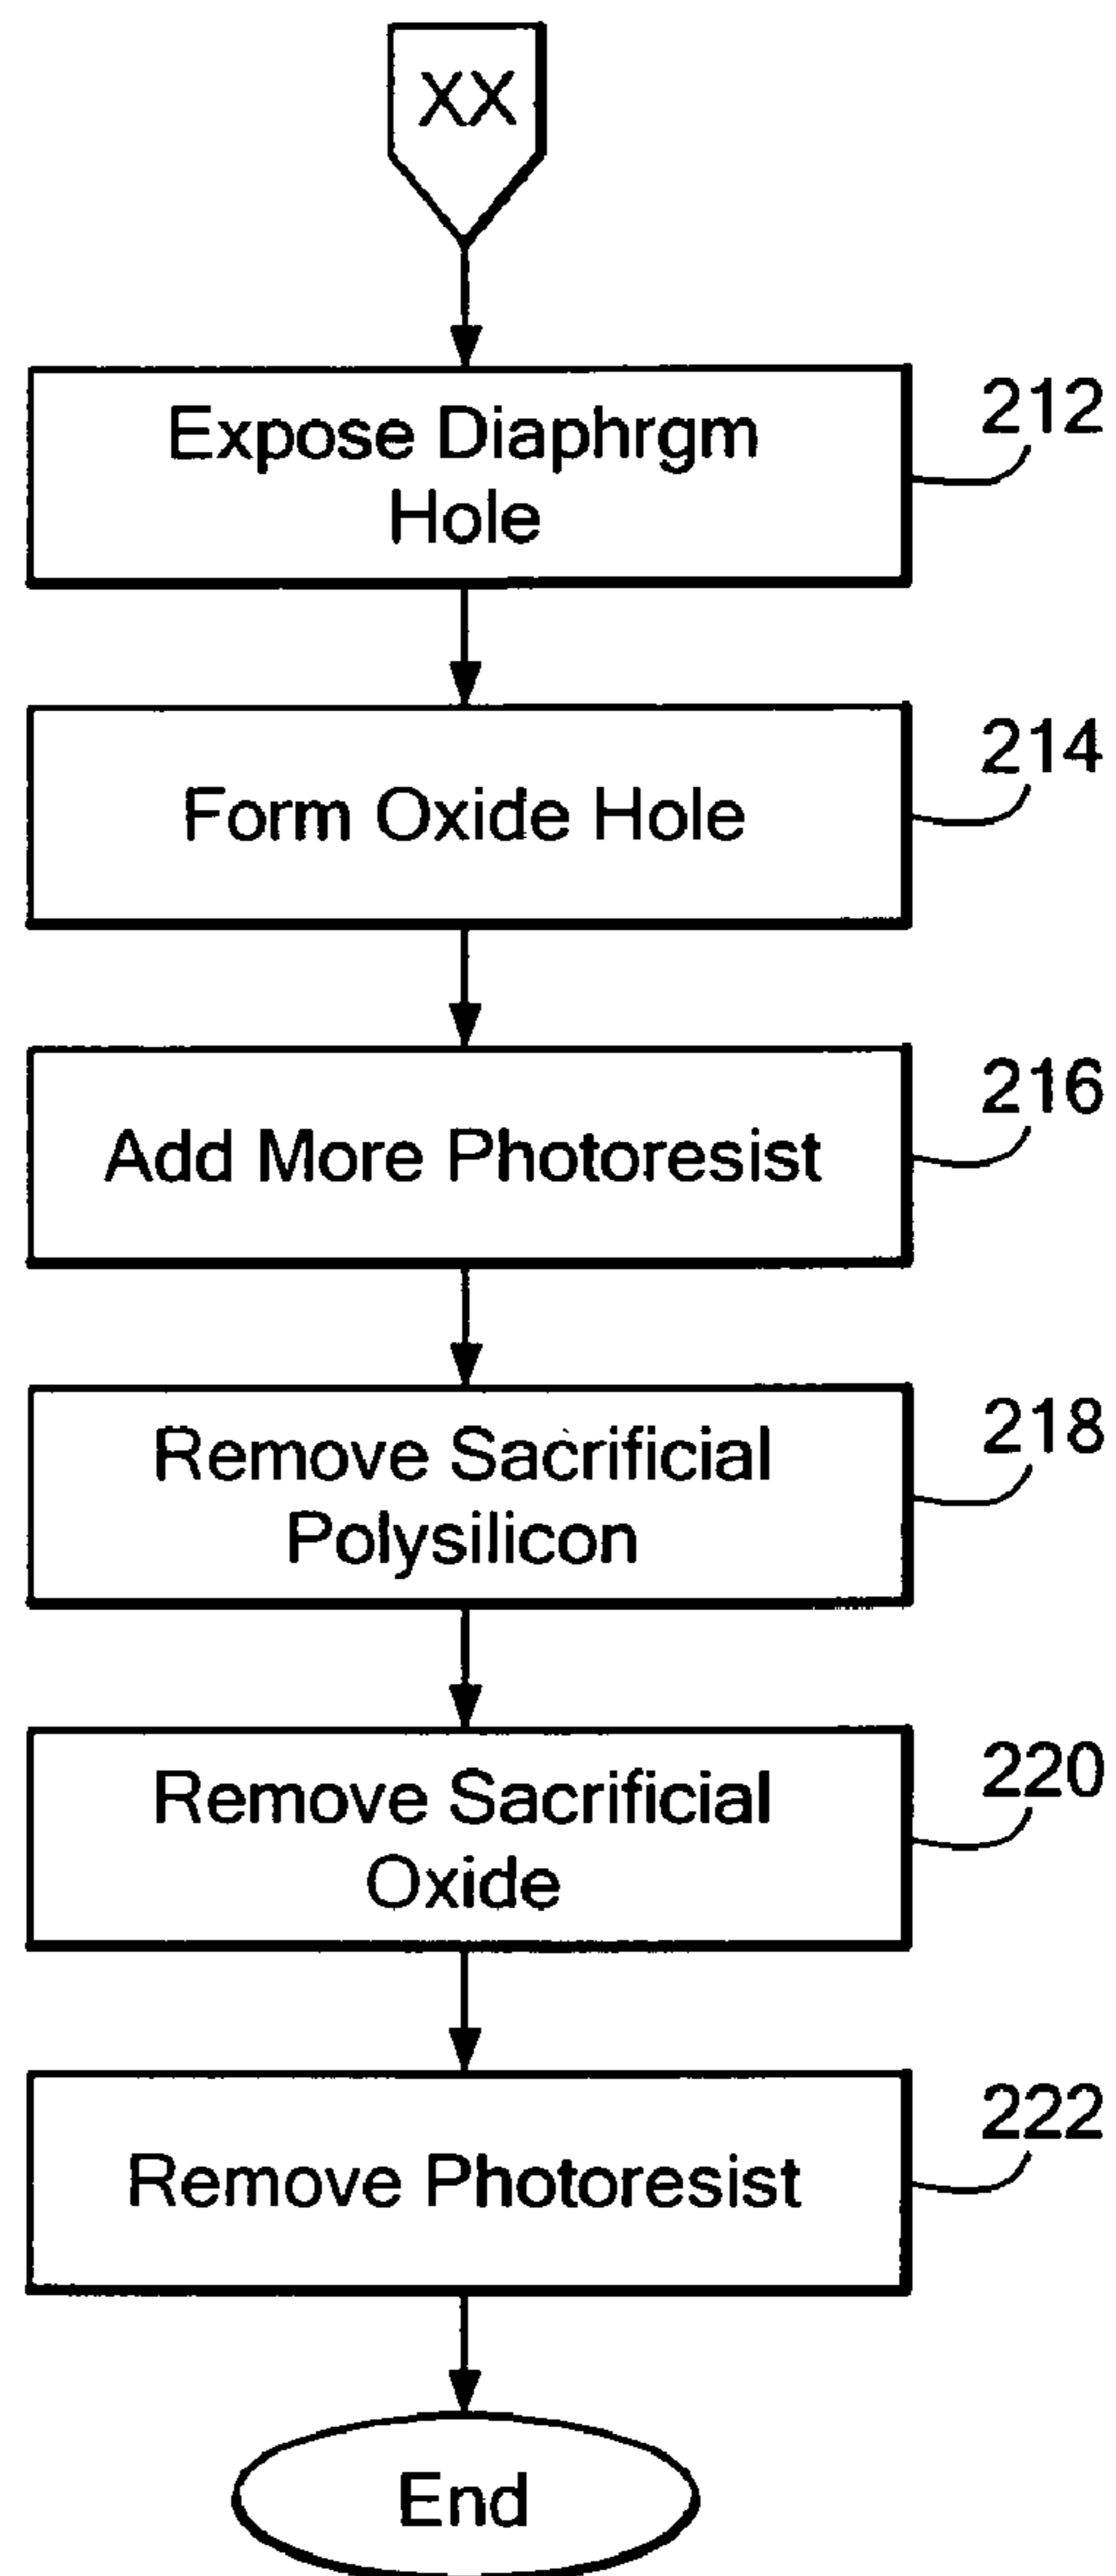 XX
Expose Diaphrgm
Hole
212
Form Oxide Hole
214
Add More Photoresist
216
Remove Sacrificial
Polysilicon
218
Remove Sacrificial
Oxide
220
Remove Photoresist
222
End